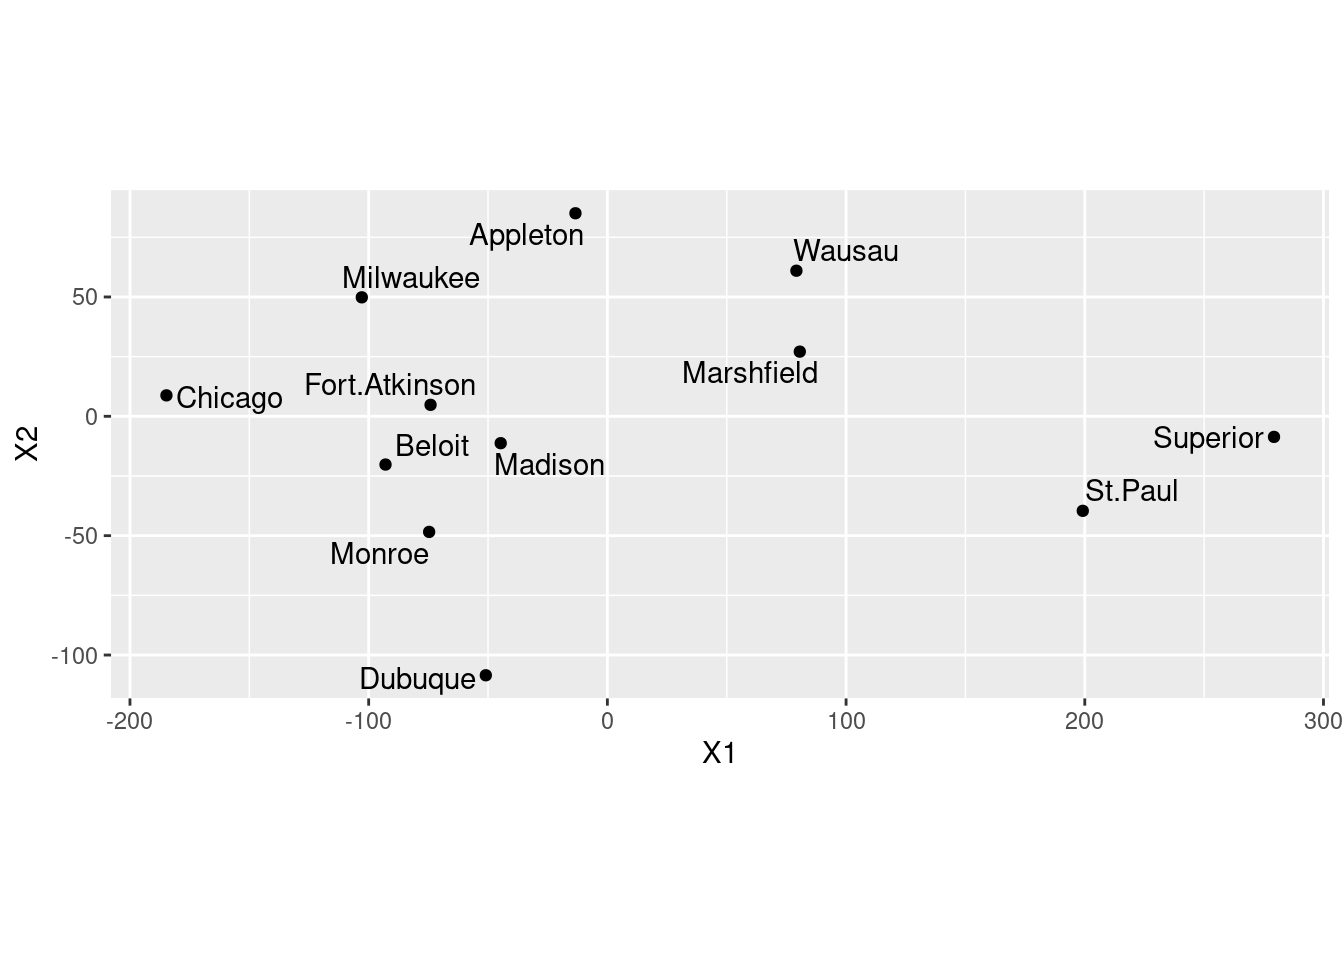 Appleton
Wausau
Milwaukee
50
Marshfield
Fort.Atkinson
Chicago
0
X2
Superior
Beloit
Madison
St.Paul
-50
Monroe
-100
Dubuque
-200 -100 0 100 200 300
X1